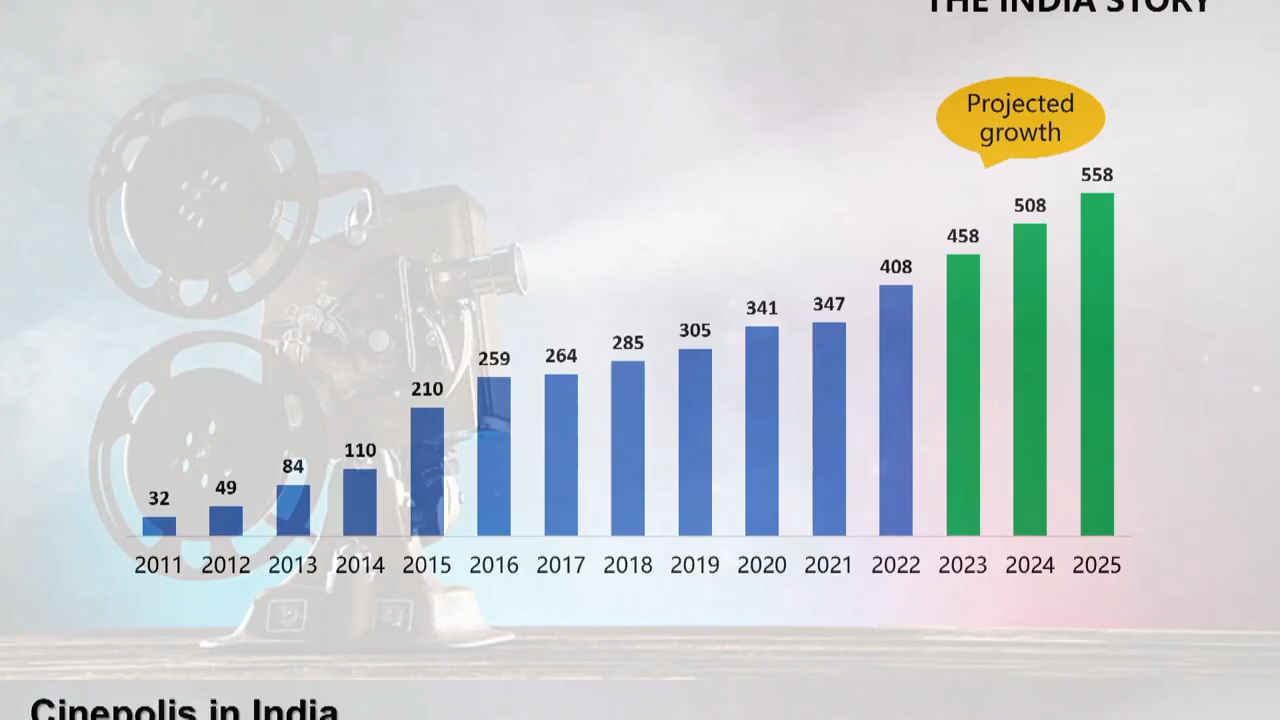 THE INDIA STORY
Projected
growth
32 49 84 110 210 259 264 285 305 341 347 408 458 508 558
2011 2012 2013 2014 2015 2016 2017 2018 2019 2020 2021 2022 2023 2024 2025
Cinepolis in India